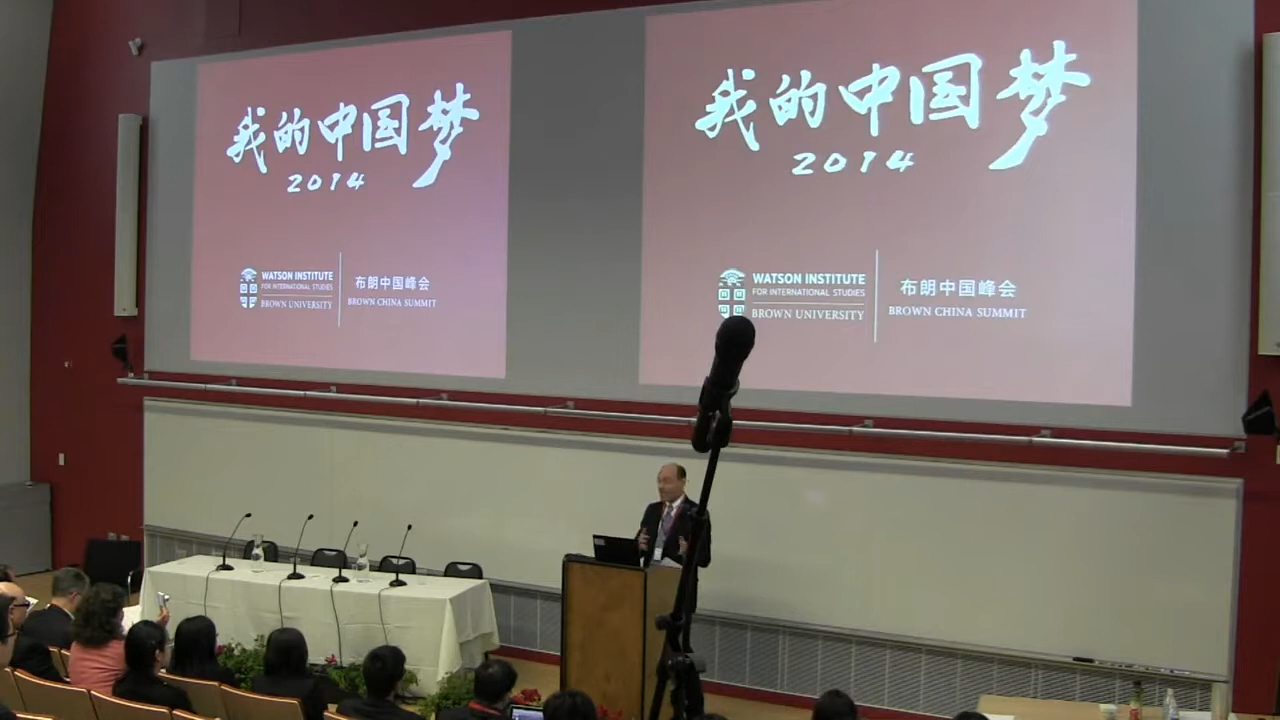 我的中国梦
2014
WATSON INSTITUTE
FOR INTERNATIONAL STUDIES
BROWN UNIVERSITY
布朗中国峰会
BROWN CHINA SUMMIT
我的中国梦
2014
WATSON INSTITUTE
FOR INTERNATIONAL STUDIES
BROWN UNIVERSITY
布朗中国峰会
BROWN CHINA SUMMIT